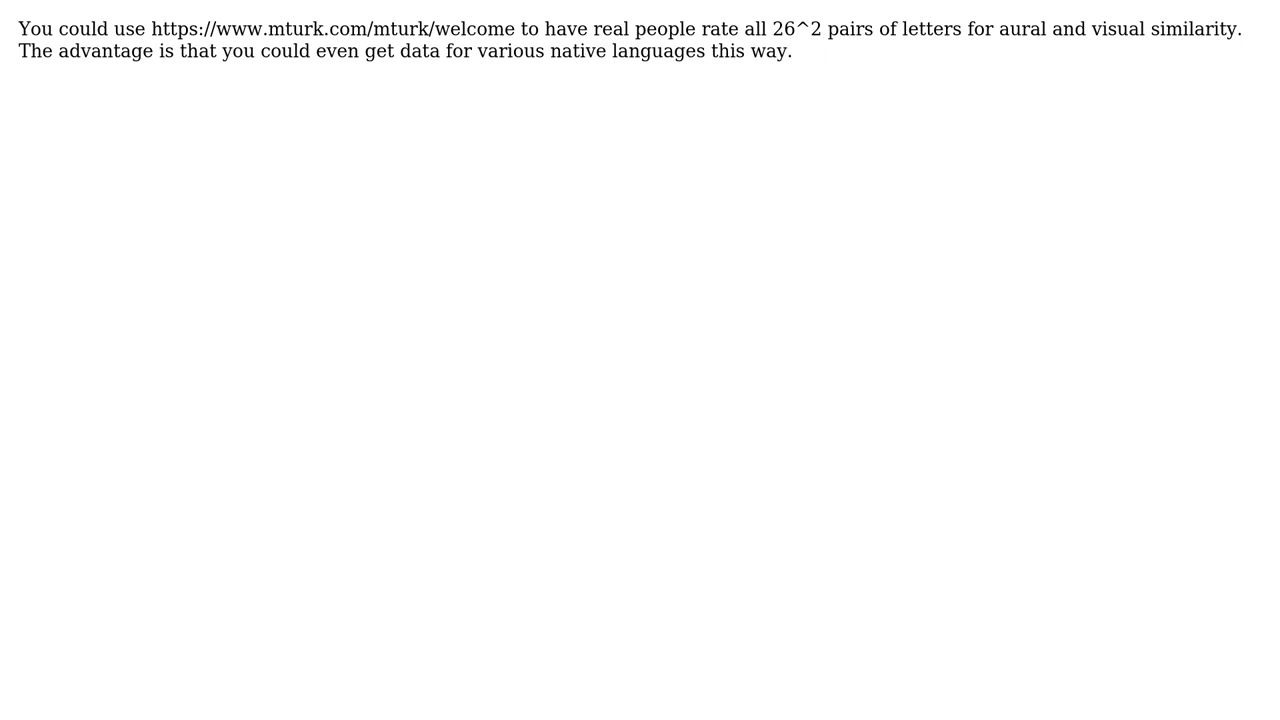 You could use https://www.mturk.com/mturk/welcome to have real people rate all 26^2 pairs of letters for aural and visual similarity.
The advantage is that you could even get data for various native languages this way.